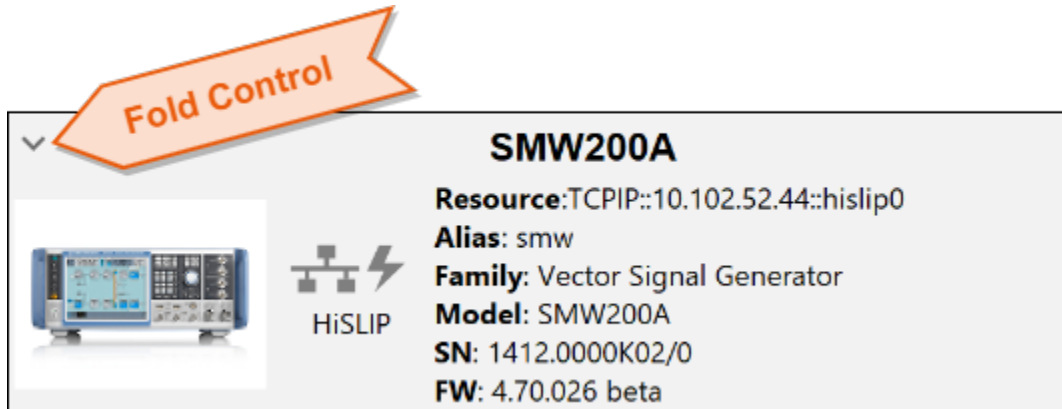 Fold Control
SMW200A
Resource:TCPIP::10.102.52.44::hislip0
Alias: smw
Family: Vector Signal Generator
HiSLIP
Model: SMW200A
SN: 1412.0000K02/0
FW: 4.70.026 beta